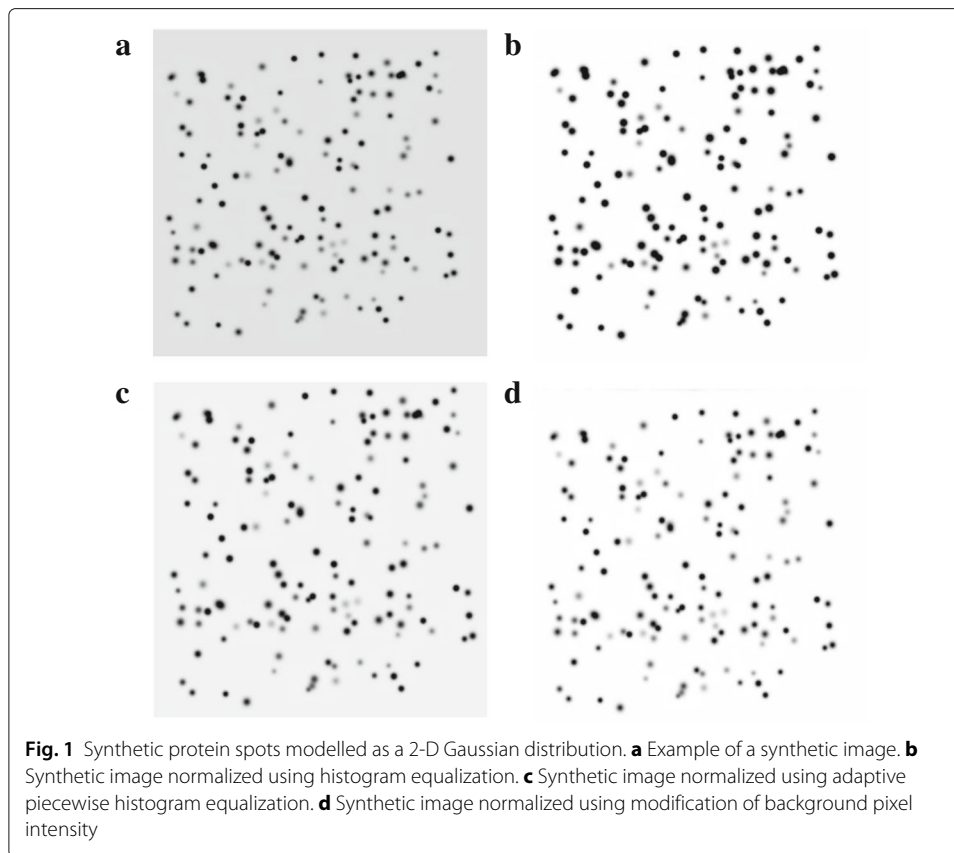 a
b
c
d
Fig. 1 Synthetic protein spots modelled as a 2-D Gaussian distribution. a Example of a synthetic image. b
Synthetic image normalized using histogram equalization. c Synthetic image normalized using adaptive
piecewise histogram equalization. d Synthetic image normalized using modification of background pixel
intensity